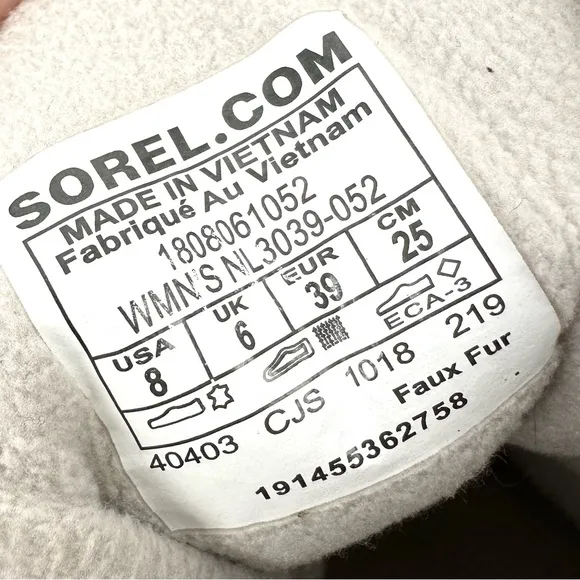 SOREL.COM
MADE IN VIETNAM
Fabriqué Au Vietnam
1808061052
WMN'S NL3039-052
USA UK EUR CM
8 6 39 25
ECA-3
40403 CJS 1018 219
Faux Fur
191455362758